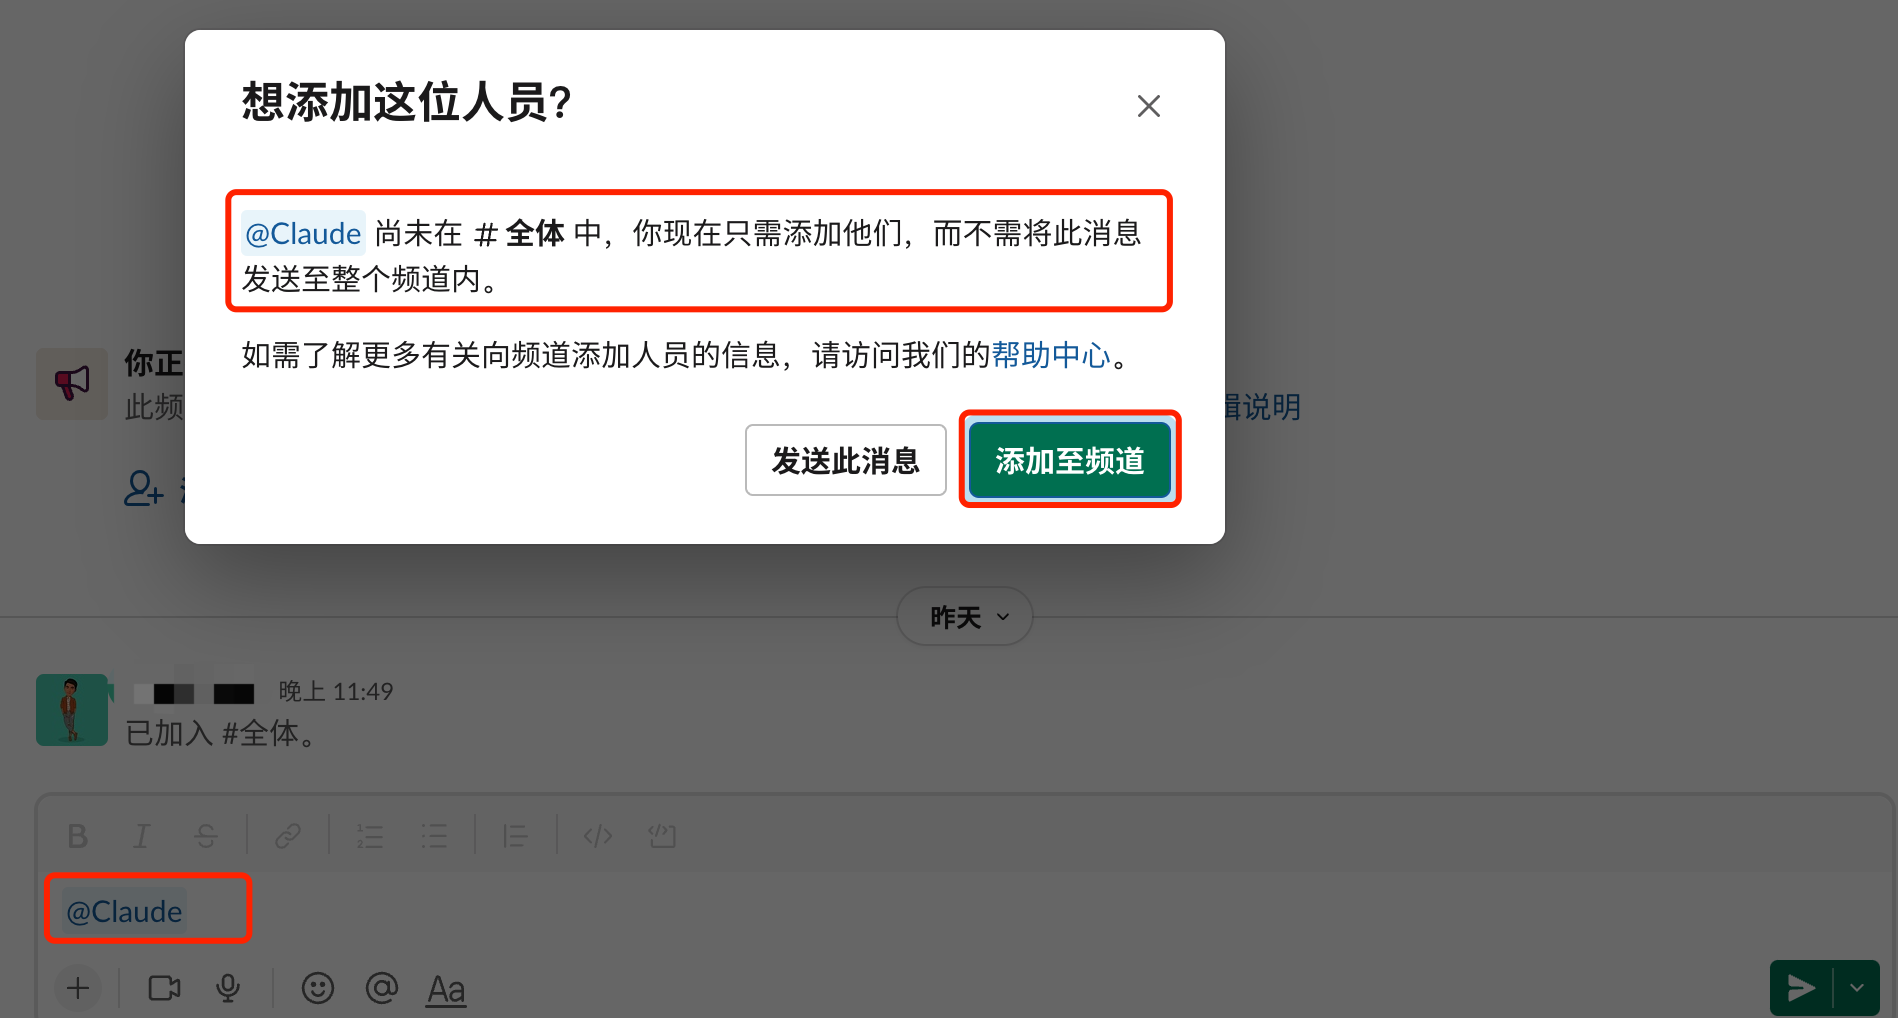 想添加这位人员?
@Claude 尚未在 # 全体 中，你现在只需添加他们，而不需将此消息
发送至整个频道内。
如需了解更多有关向频道添加人员的信息，请访问我们的帮助中心。
发送此消息 添加至频道
你正
此频
辑说明
昨天
晚上 11:49
已加入 #全体。
@Claude
Aa